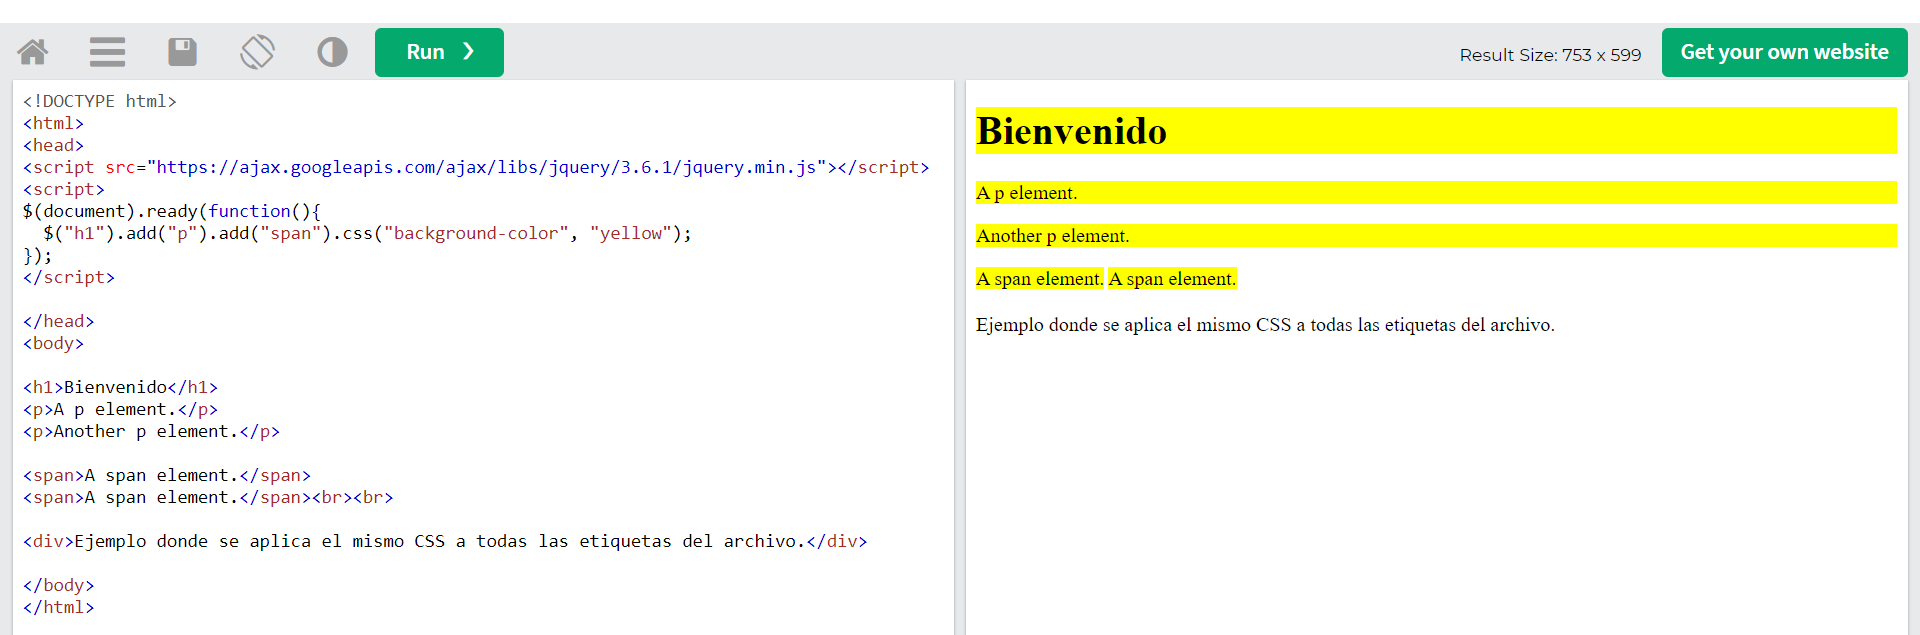 Run ❯
Result Size: 753 x 599
Get your own website
<!DOCTYPE html>
<html>
<head>
<script src="https://ajax.googleapis.com/ajax/libs/jquery/3.6.1/jquery.min.js"></script>
<script>
$(document).ready(function(){
  $("h1").add("p").add("span").css("background-color", "yellow");
});
</script>
</head>
<body>
<h1>Bienvenido</h1>
<p>A p element.</p>
<p>Another p element.</p>
<span>A span element.</span>
<span>A span element.</span><br><br>
<div>Ejemplo donde se aplica el mismo CSS a todas las etiquetas del archivo.</div>
</body>
</html>
Bienvenido
A p element.
Another p element.
A span element. A span element.
Ejemplo donde se aplica el mismo CSS a todas las etiquetas del archivo.